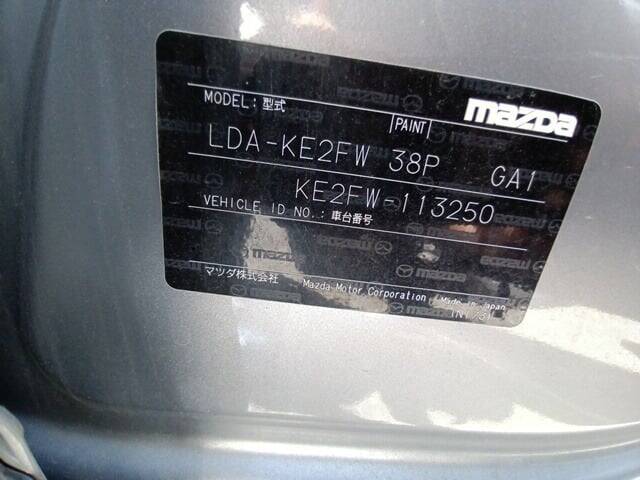 MODEL:型式 PAINT mazda
LDA-KE2FW 38P GA1
KE2FW-113250
VEHICLE ID NO.:車台番号
マツダ株式会社 Mazda Motor Corporation Made in Japan